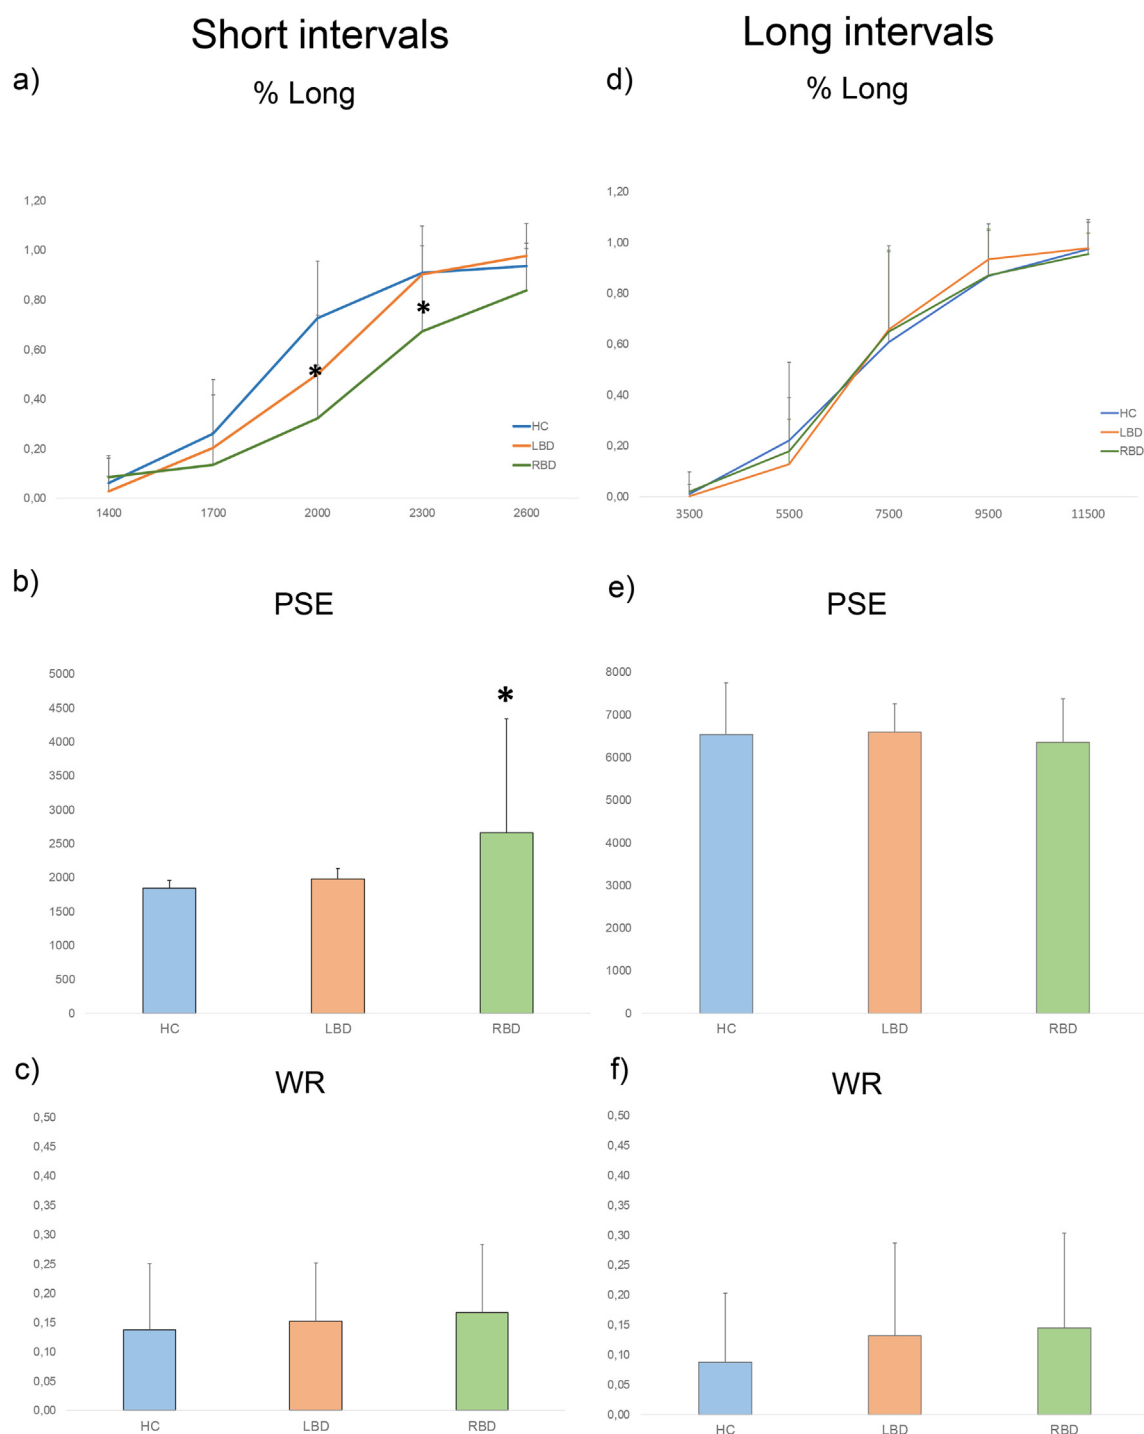 Short intervals
a)
% Long
1,20
1,00
0,80
0,60
0,40
0,20
0,00
*
*
HC
LBD
RBD
1400 1700 2000 2300 2600
b)
PSE
5000
4500
4000
3500
3000
2500
2000
1500
1000
500
0
*
HC LBD RBD
c)
WR
0,50
0,45
0,40
0,35
0,30
0,25
0,20
0,15
0,10
0,05
0,00
HC LBD RBD
Long intervals
d)
% Long
1,20
1,00
0,80
0,60
0,40
0,20
0,00
HC
LBD
RBD
3500 5500 7500 9500 11500
e)
PSE
8000
7000
6000
5000
4000
3000
2000
1000
0
HC LBD RBD
f)
WR
0,50
0,45
0,40
0,35
0,30
0,25
0,20
0,15
0,10
0,05
0,00
HC LBD RBD